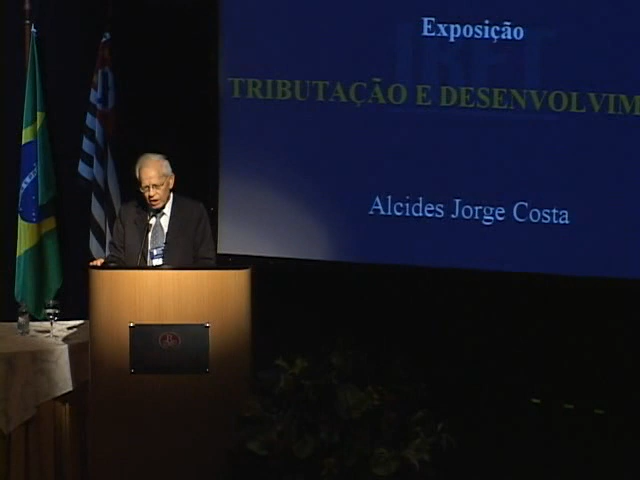 Exposição
TRIBUTAÇÃO E DESENVOLVIM
Alcides Jorge Costa